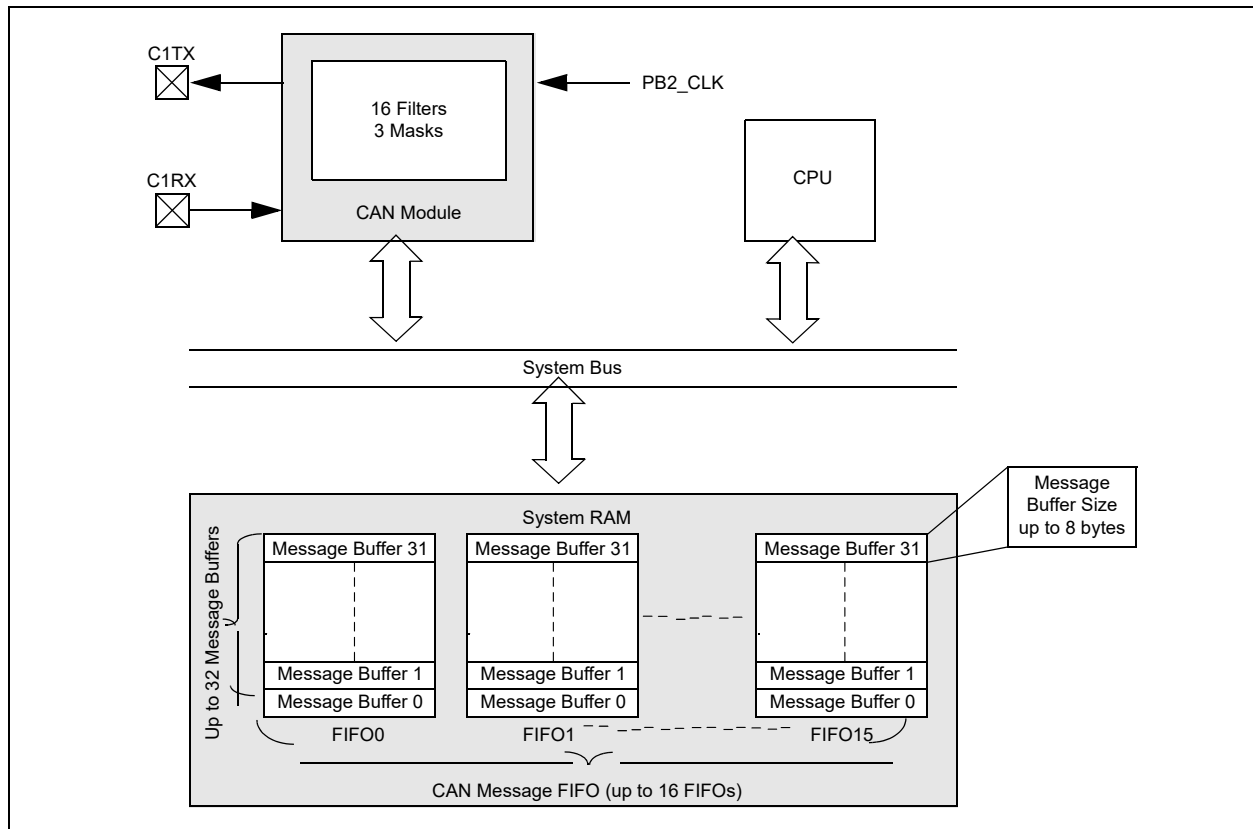 C1TX
C1RX
16 Filters
3 Masks
CAN Module
PB2_CLK
CPU
System Bus
System RAM
Message
Buffer Size
up to 8 bytes
Up to 32 Message Buffers
Message Buffer 31
Message Buffer 1
Message Buffer 0
FIFO0
Message Buffer 31
Message Buffer 1
Message Buffer 0
FIFO1
Message Buffer 31
Message Buffer 1
Message Buffer 0
FIFO15
CAN Message FIFO (up to 16 FIFOs)